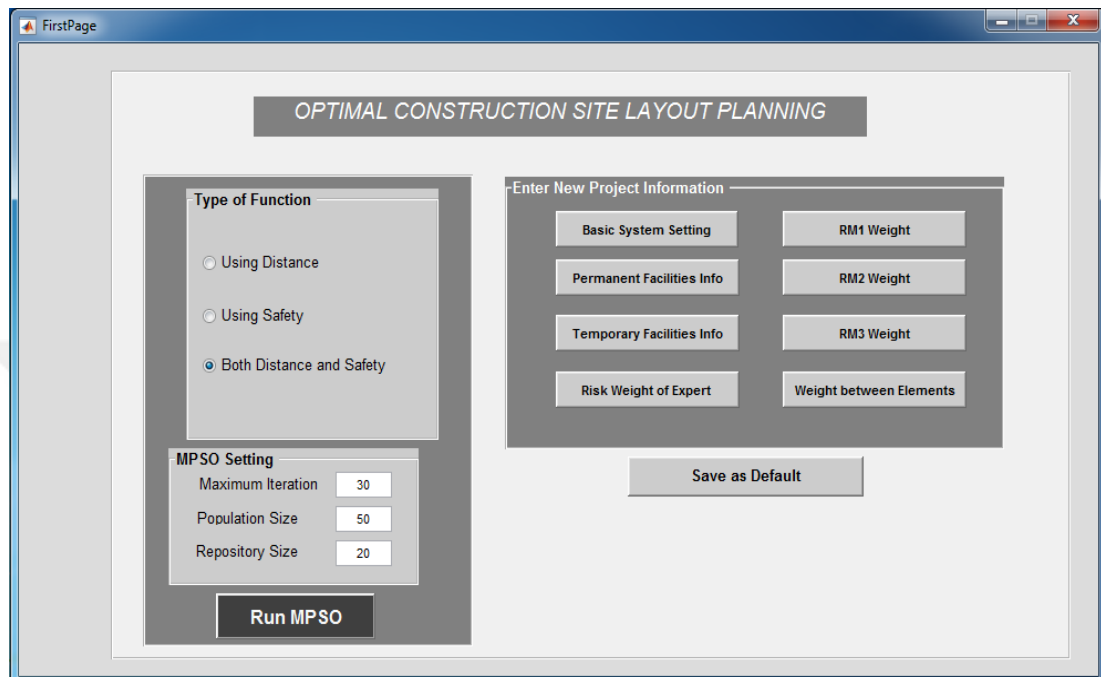 FirstPage
OPTIMAL CONSTRUCTION SITE LAYOUT PLANNING
Type of Function
Using Distance
Using Safety
Both Distance and Safety
MPSO Setting
Maximum Iteration 30
Population Size 50
Repository Size 20
Run MPSO
Enter New Project Information
Basic System Setting RM1 Weight
Permanent Facilities Info RM2 Weight
Temporary Facilities Info RM3 Weight
Risk Weight of Expert Weight between Elements
Save as Default